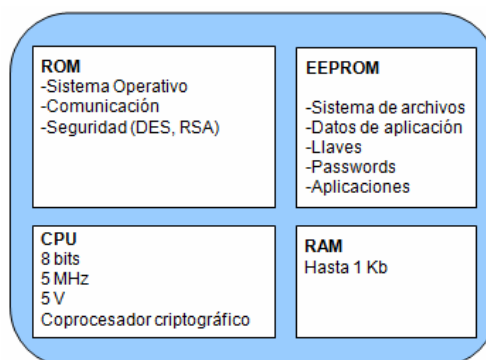 ROM
-Sistema Operativo
-Comunicación
-Seguridad (DES, RSA)
EEPROM
-Sistema de archivos
-Datos de aplicación
-Llaves
-Passwords
-Aplicaciones
CPU
8 bits
5 MHz
5 V
Coprocesador criptográfico
RAM
Hasta 1 Kb